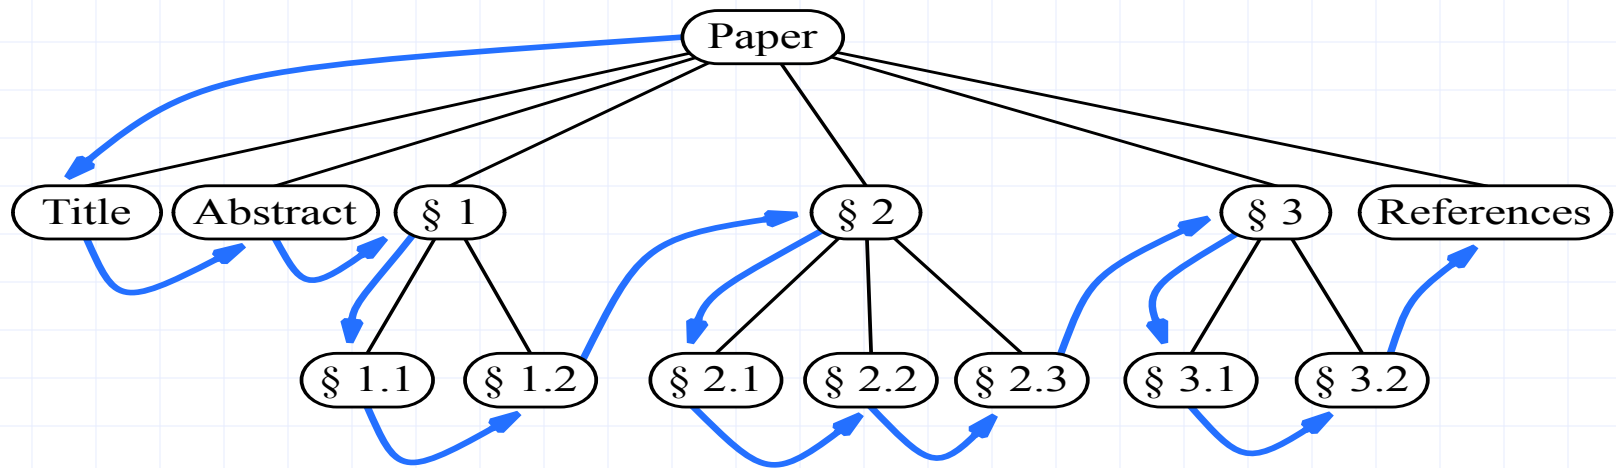 Paper
Title
Abstract
§ 1
§ 2
§ 3
References
§ 1.1
§ 1.2
§ 2.1
§ 2.2
§ 2.3
§ 3.1
§ 3.2